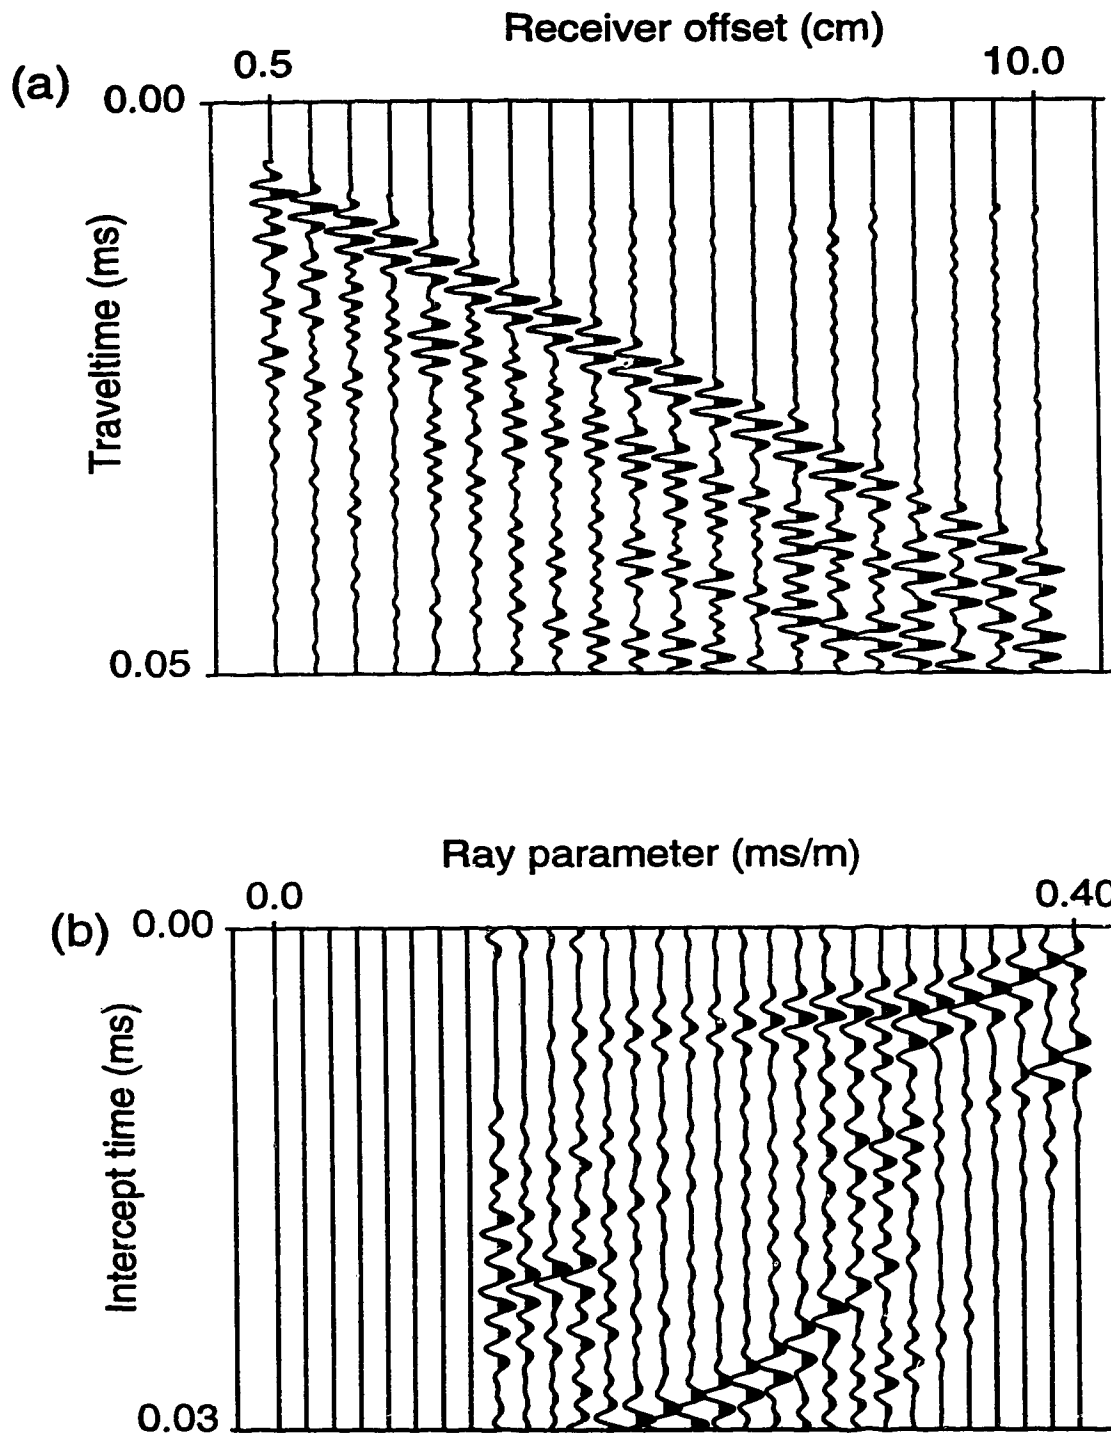 Receiver offset (cm)
0.5 10.0
(a) 0.00
Traveltime (ms)
0.05
Ray parameter (ms/m)
0.0 0.40
(b) 0.00
Intercept time (ms)
0.03